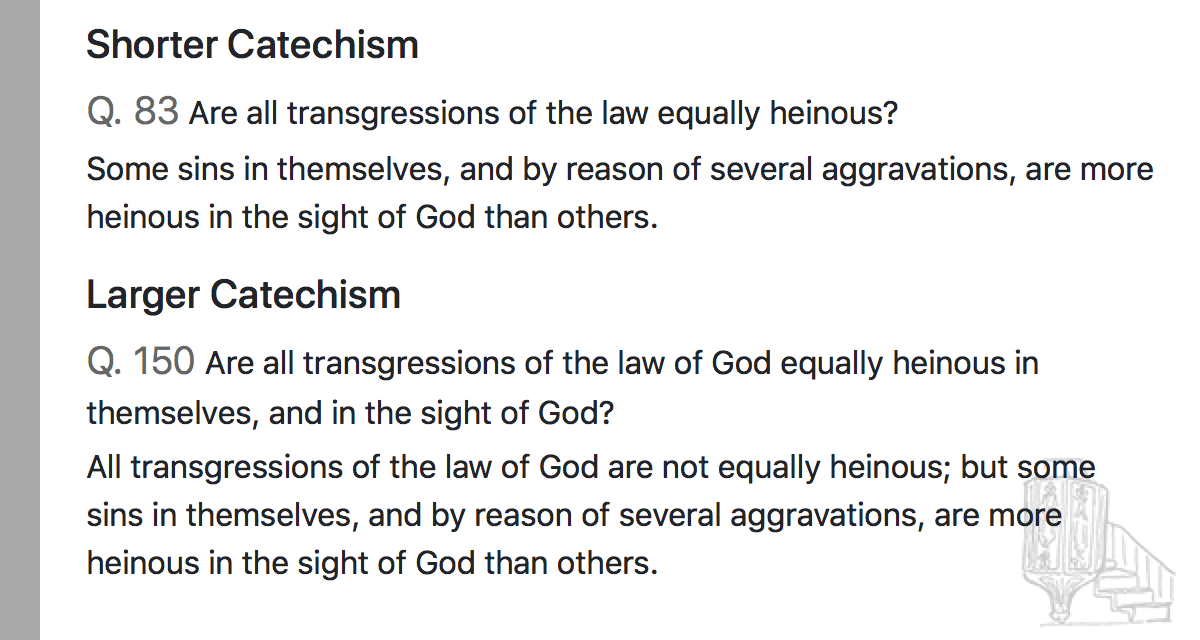 Shorter Catechism
Q. 83 Are all transgressions of the law equally heinous?
Some sins in themselves, and by reason of several aggravations, are more
heinous in the sight of God than others.
Larger Catechism
Q. 150 Are all transgressions of the law of God equally heinous in
themselves, and in the sight of God?
All transgressions of the law of God are not equally heinous; but some
sins in themselves, and by reason of several aggravations, are more
heinous in the sight of God than others.